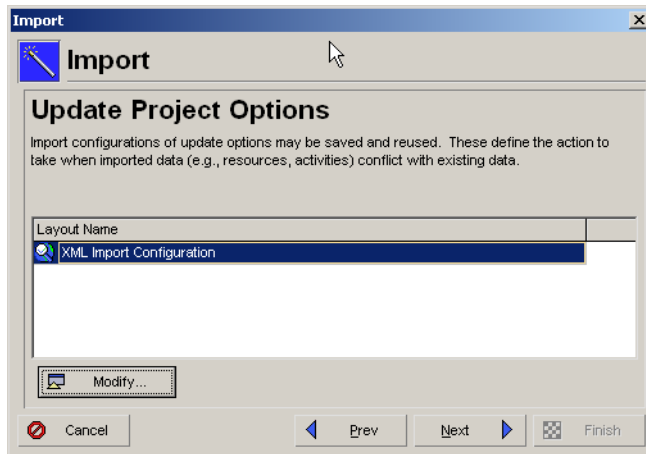 Import
Import
Update Project Options
Import configurations of update options may be saved and reused.  These define the action to
take when imported data (e.g., resources, activities) conflict with existing data.
Layout Name
XML Import Configuration
Modify...
Cancel
Prev
Next
Finish